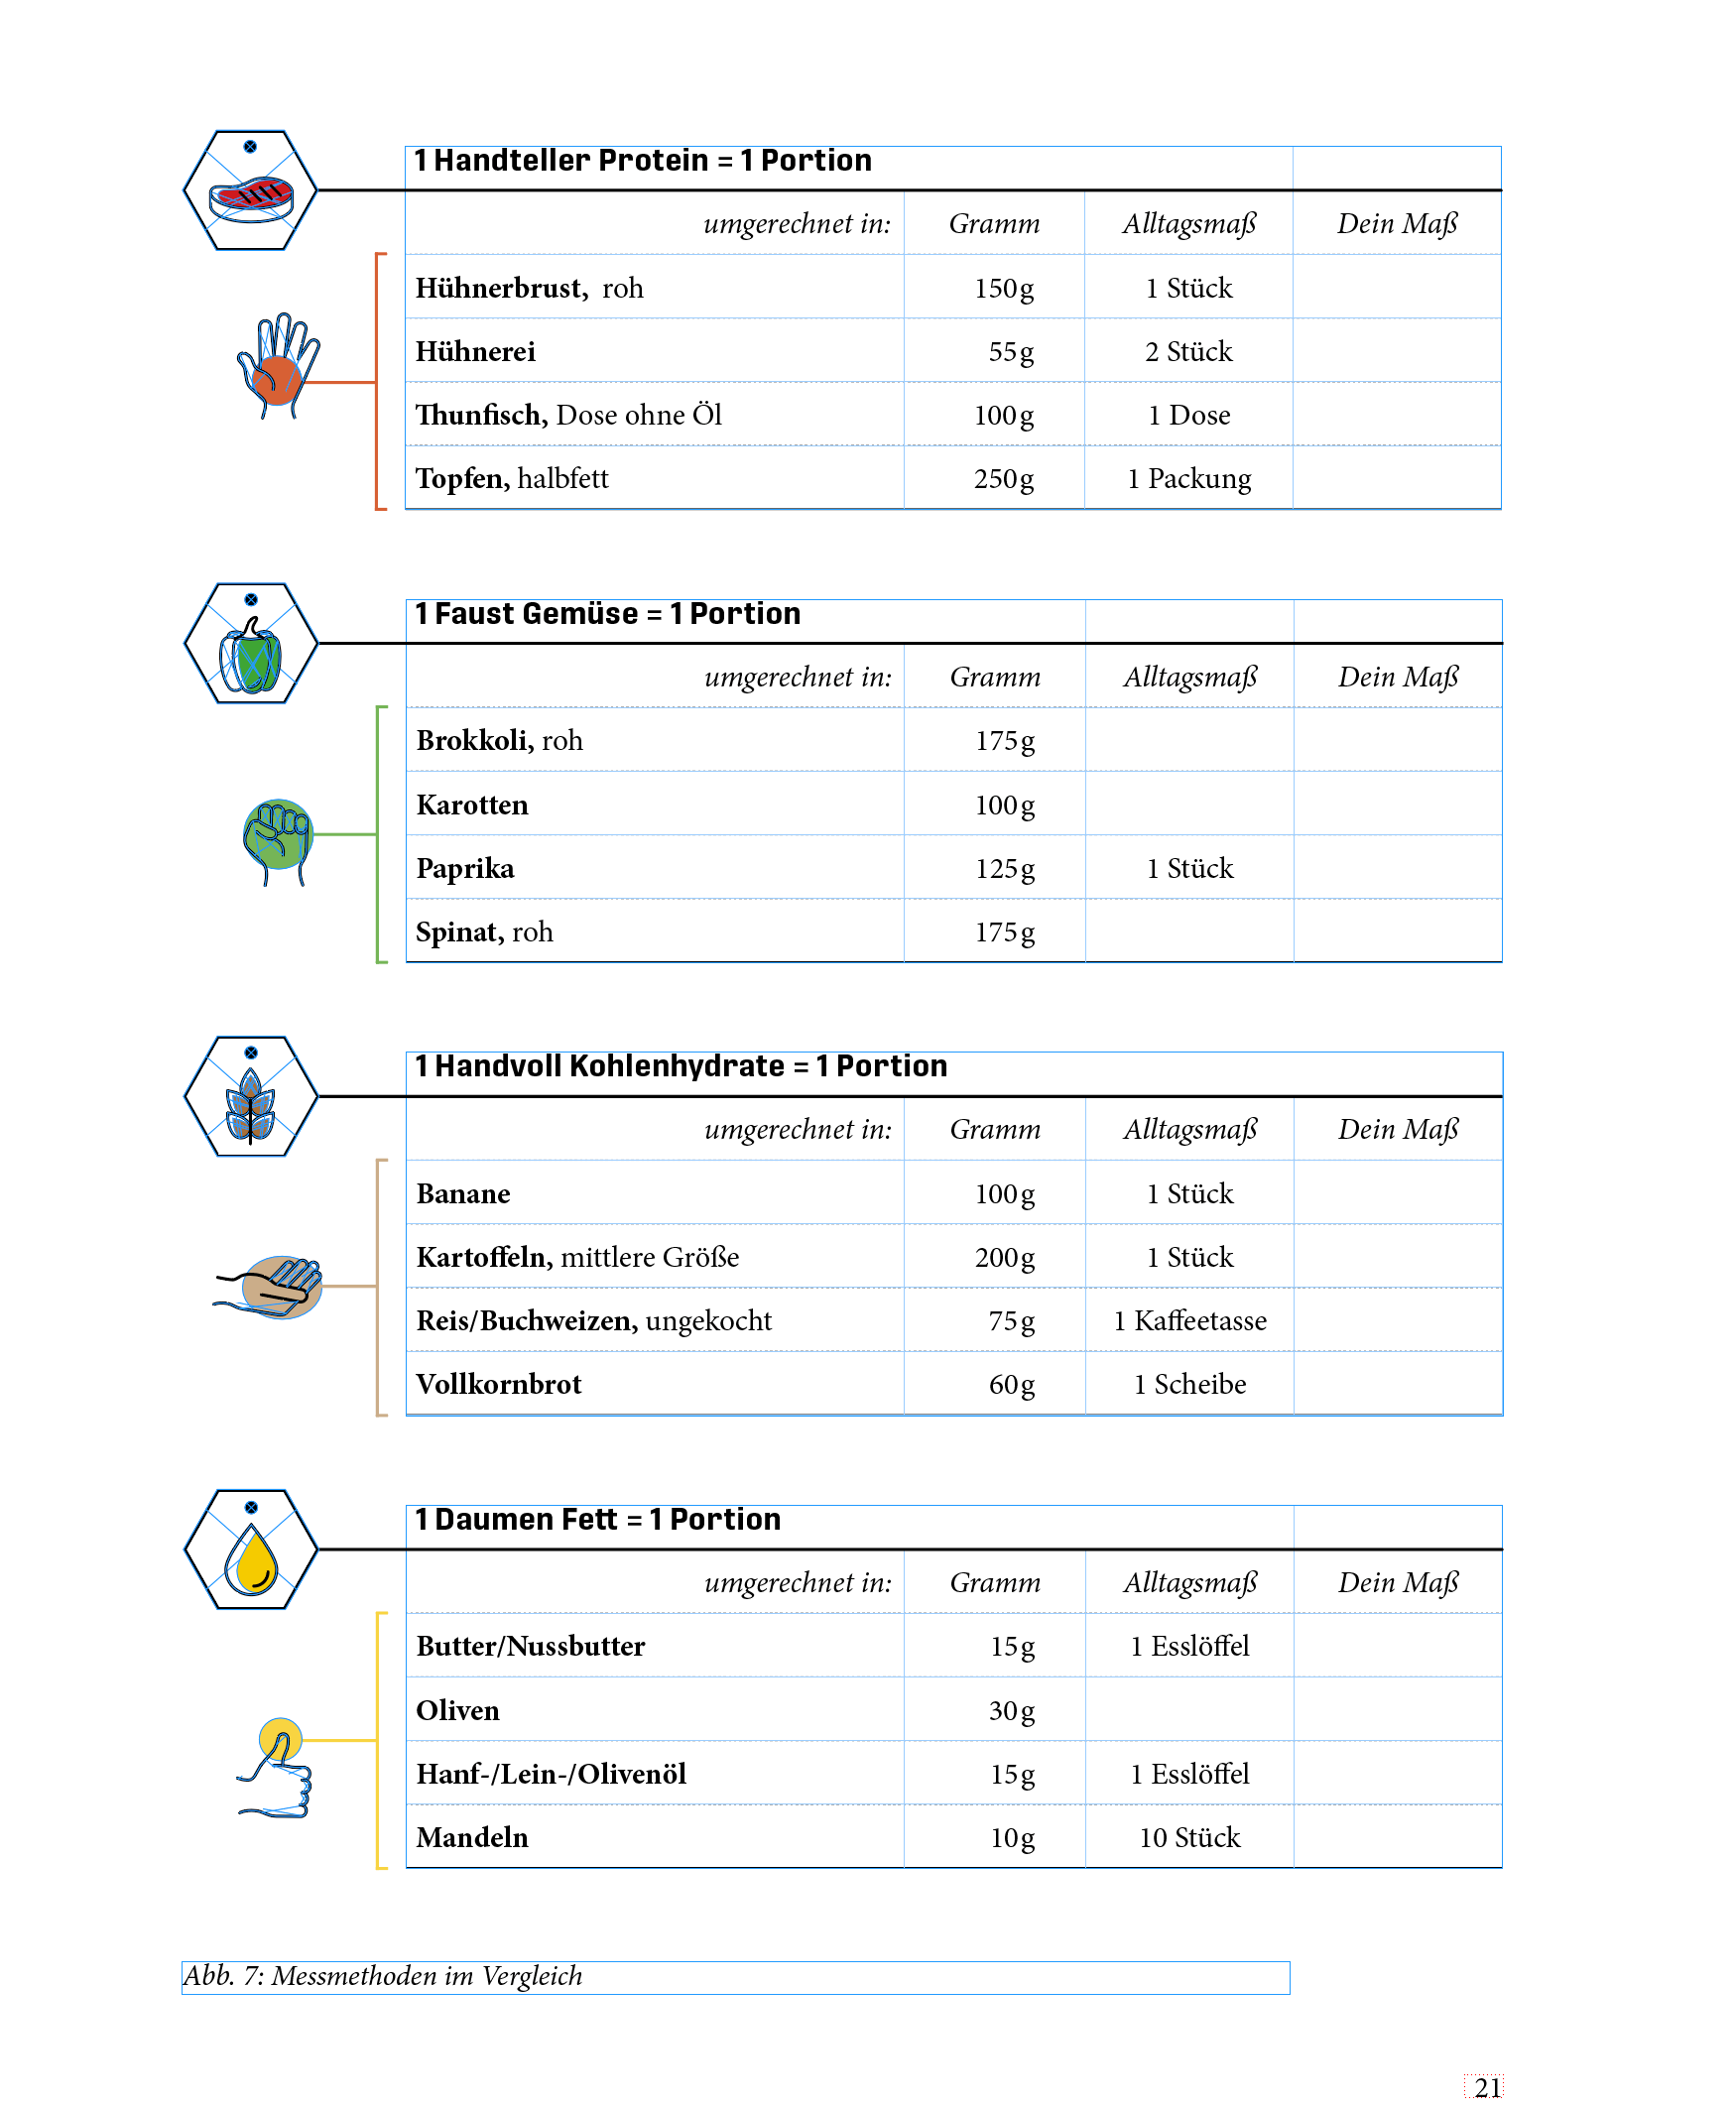 1 Handteller Protein = 1 Portion
umgerechnet in: Gramm Alltagsmaß Dein Maß
Hühnerbrust, roh 150 g 1 Stück
Hühnerei 55 g 2 Stück
Thunfisch, Dose ohne Öl 100 g 1 Dose
Topfen, halbfett 250 g 1 Packung
1 Faust Gemüse = 1 Portion
umgerechnet in: Gramm Alltagsmaß Dein Maß
Brokkoli, roh 175 g
Karotten 100 g
Paprika 125 g 1 Stück
Spinat, roh 175 g
1 Handvoll Kohlenhydrate = 1 Portion
umgerechnet in: Gramm Alltagsmaß Dein Maß
Banane 100 g 1 Stück
Kartoffeln, mittlere Größe 200 g 1 Stück
Reis/Buchweizen, ungekocht 75 g 1 Kaffeetasse
Vollkornbrot 60 g 1 Scheibe
1 Daumen Fett = 1 Portion
umgerechnet in: Gramm Alltagsmaß Dein Maß
Butter/Nussbutter 15 g 1 Esslöffel
Oliven 30 g
Hanf-/Lein-/Olivenöl 15 g 1 Esslöffel
Mandeln 10 g 10 Stück
Abb. 7: Messmethoden im Vergleich
21